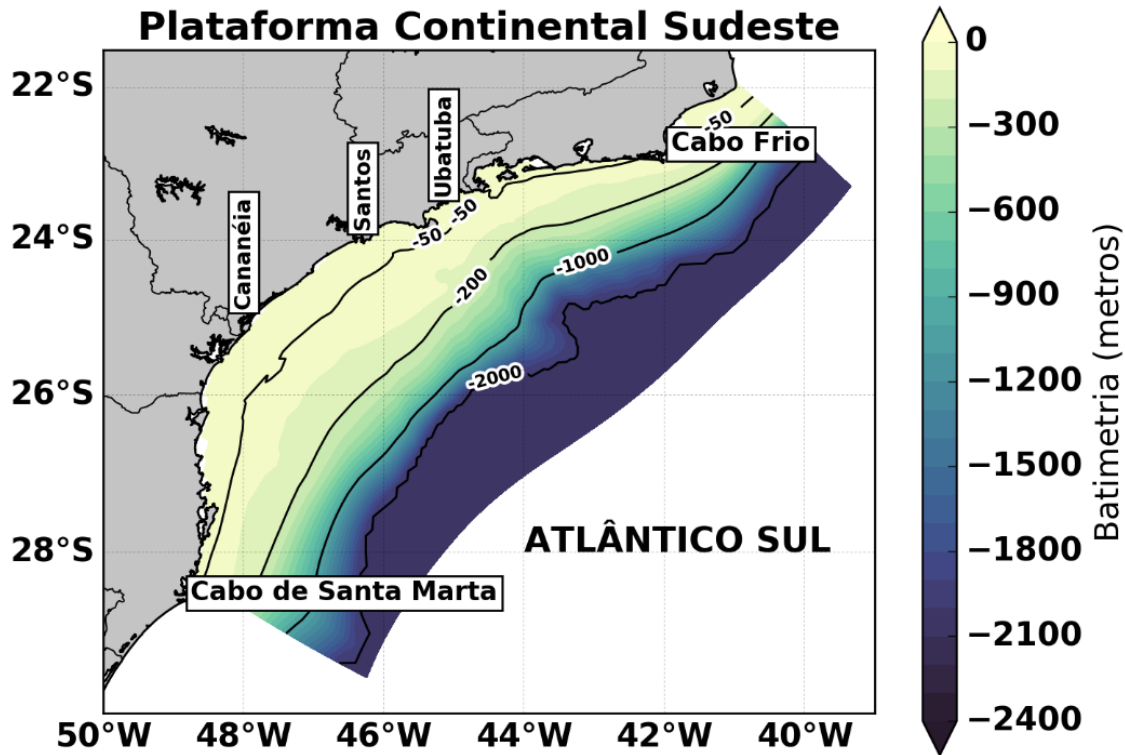 Plataforma Continental Sudeste
22°S
24°S
26°S
28°S
50°W 48°W 46°W 44°W 42°W 40°W
Cananéia
Santos
Ubatuba
Cabo Frio
-50
-50
-50
-200
-1000
-2000
ATLÂNTICO SUL
Cabo de Santa Marta
0
−300
−600
−900
−1200
−1500
−1800
−2100
−2400
Batimetria (metros)